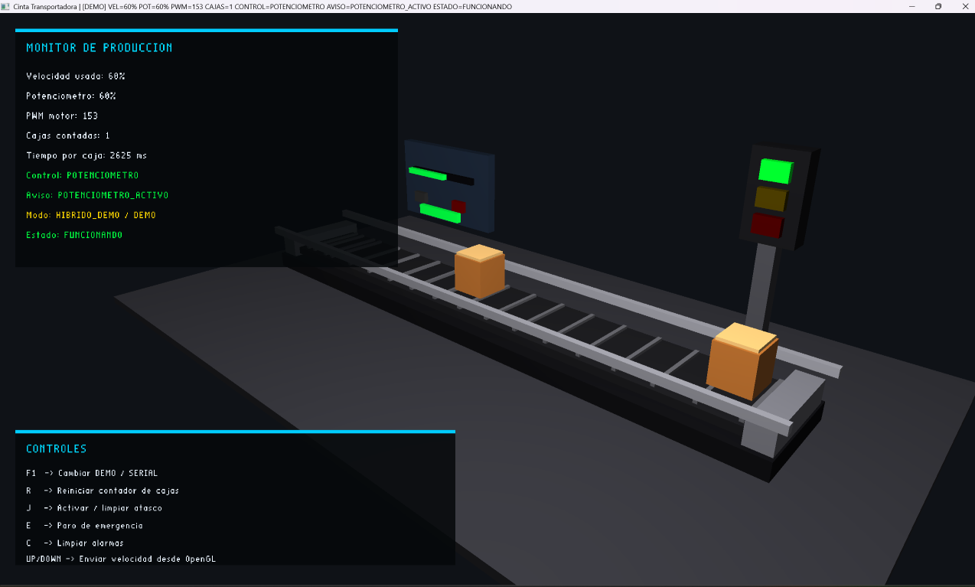 Cinta Transportadora | [DEMO] VEL=60% POT=60% PWM=153 CAJAS=1 CONTROL=POTENCIOMETRO AVISO=POTENCIOMETRO_ACTIVO ESTADO=FUNCIONANDO
MONITOR DE PRODUCCION
Velocidad usada: 60%
Potenciometro: 60%
PWM motor: 153
Cajas contadas: 1
Tiempo por caja: 2625 ms
Control: POTENCIOMETRO
Aviso: POTENCIOMETRO_ACTIVO
Modo: HIBRIDO_DEMO / DEMO
Estado: FUNCIONANDO
CONTROLES
F1 -> Cambiar DEMO / SERIAL
R -> Reiniciar contador de cajas
J -> Activar / limpiar atasco
E -> Paro de emergencia
C -> Limpiar alarmas
UP/DOWN -> Enviar velocidad desde OpenGL